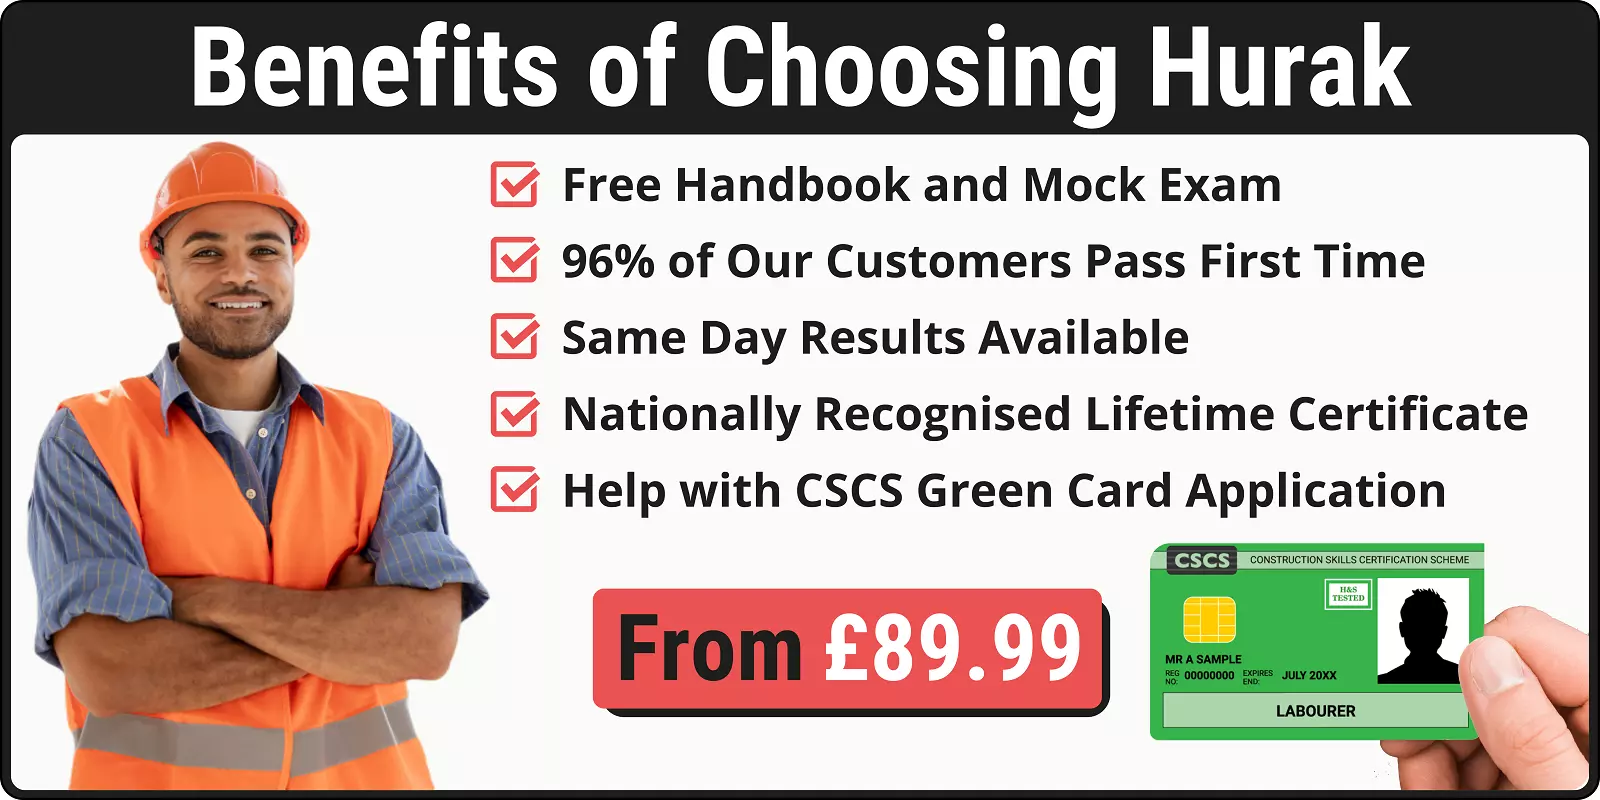 Benefits of Choosing Hurak
Free Handbook and Mock Exam
96% of Our Customers Pass First Time
Same Day Results Available
Nationally Recognised Lifetime Certificate
Help with CSCS Green Card Application
From £89.99
CSCS CONSTRUCTION SKILLS CERTIFICATION SCHEME
H&S
TESTED
MR A SAMPLE
REG NO: 00000000 EXPIRES END: JULY 20XX
LABOURER